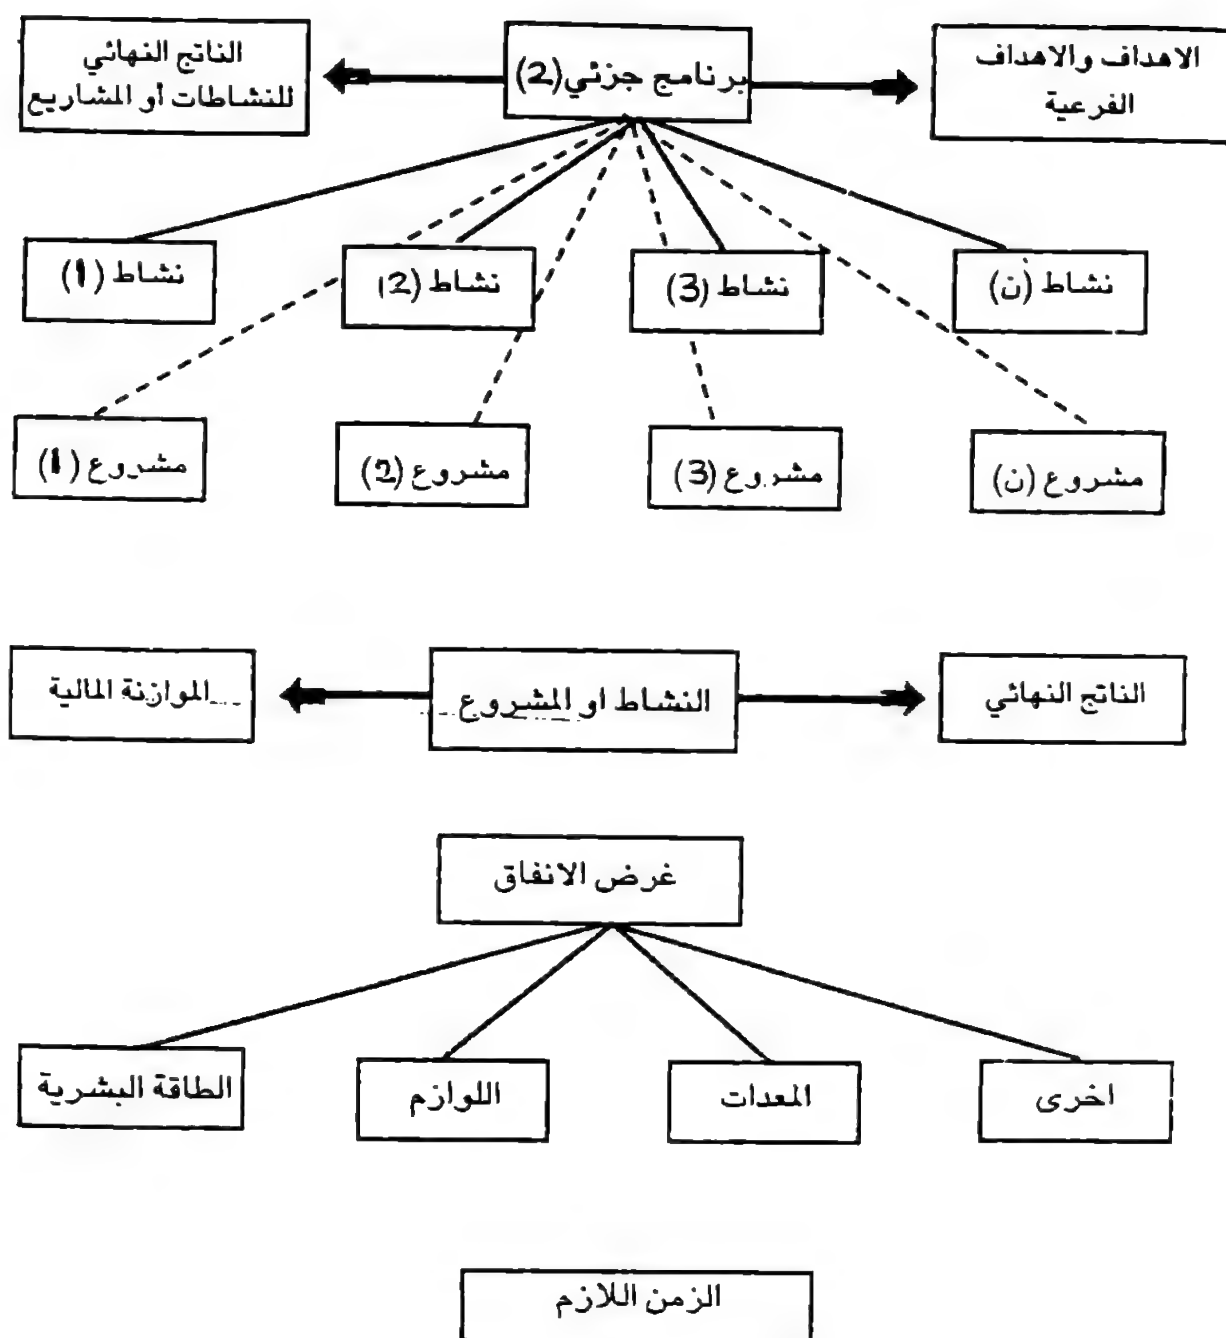 الاهداف والاهداف
الفرعية
برنامج جزئي (2)
الناتج النهائي
للنشاطات أو المشاريع
نشاط (ن)
نشاط (3)
نشاط (2)
نشاط (1)
مشروع (ن)
مشروع (3)
مشروع (2)
مشروع (1)
الناتج النهائي
النشاط او المشروع
الموازنة المالية
غرض الانفاق
اخرى
المعدات
اللوازم
الطاقة البشرية
الزمن اللازم